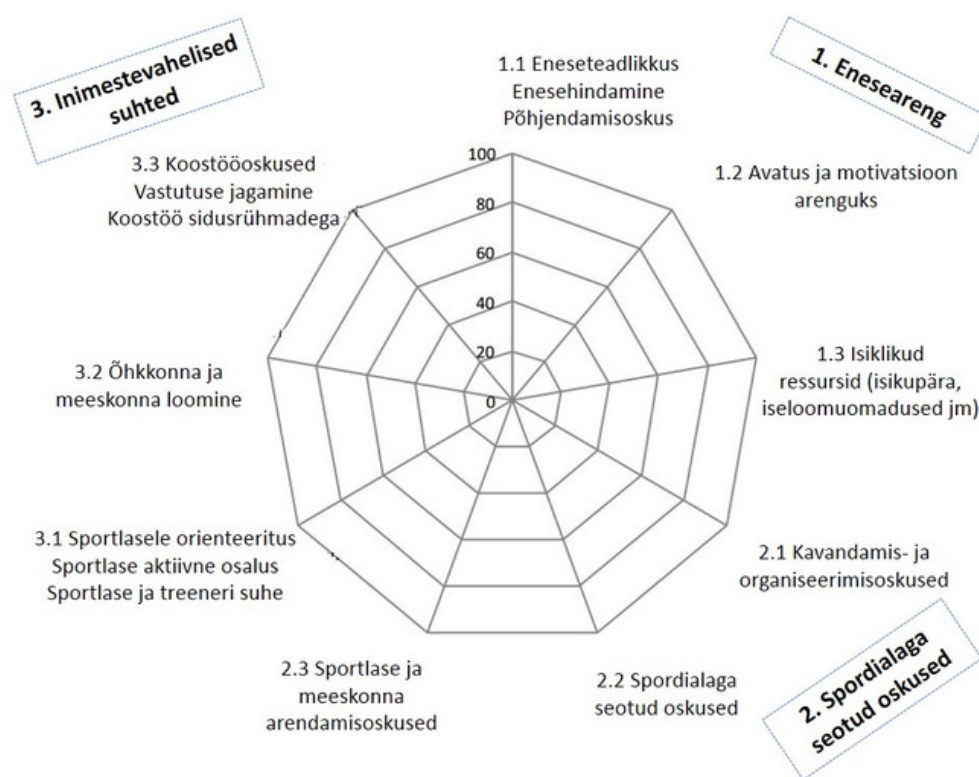 3. Inimestevahelised
suhted
1. Eneseareng
1.1 Eneseteadlikkus
Enesehindamine
Põhjendamisoskus
1.2 Avatus ja motivatsioon
arenguks
1.3 Isiklikud
ressursid (isikupära,
iseloomuomadused jm)
2.1 Kavandamis- ja
organiseerimisoskused
2. Spordialaga
seotud oskused
2.2 Spordialaga
seotud oskused
2.3 Sportlase ja
meeskonna
arendamisoskused
3.1 Sportlasele orienteeritus
Sportlase aktiivne osalus
Sportlase ja treeneri suhe
3.2 Õhkkonna ja
meeskonna loomine
3.3 Koostööoskused
Vastutuse jagamine
Koostöö sidusrühmadega
100
80
60
40
20
0